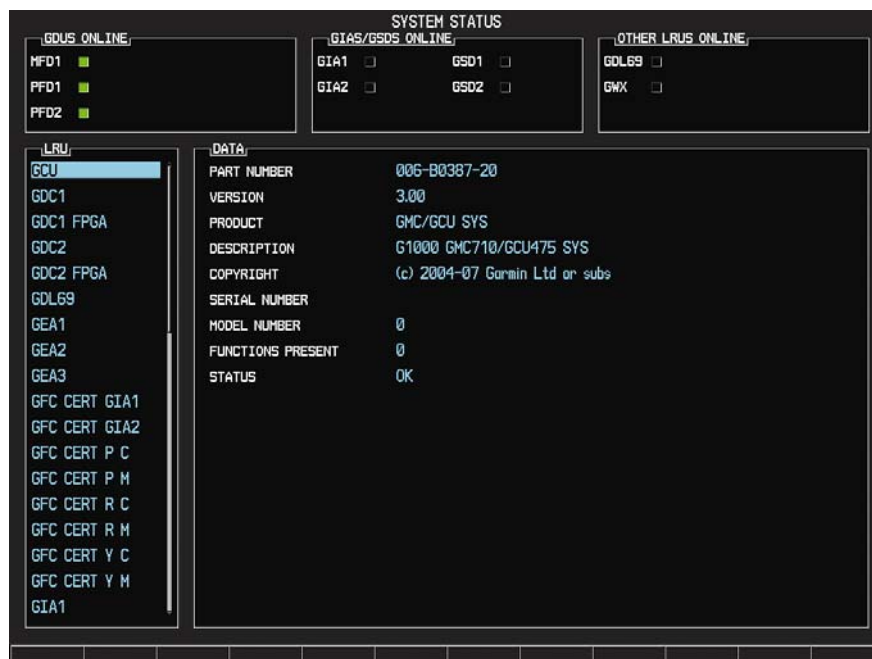 SYSTEM STATUS
GDUS ONLINE
MFD1
PFD1
PFD2
GIAS/GSDS ONLINE
GIA1 GSD1
GIA2 GSD2
OTHER LRUS ONLINE
GDL69
GWX
LRU
GCU
GDC1
GDC1 FPGA
GDC2
GDC2 FPGA
GDL69
GEA1
GEA2
GEA3
GFC CERT GIA1
GFC CERT GIA2
GFC CERT P C
GFC CERT P M
GFC CERT R C
GFC CERT R M
GFC CERT Y C
GFC CERT Y M
GIA1
DATA
PART NUMBER 006-B0387-20
VERSION 3.00
PRODUCT GMC/GCU SYS
DESCRIPTION G1000 GMC710/GCU475 SYS
COPYRIGHT (c) 2004-07 Garmin Ltd or subs
SERIAL NUMBER
MODEL NUMBER 0
FUNCTIONS PRESENT 0
STATUS OK